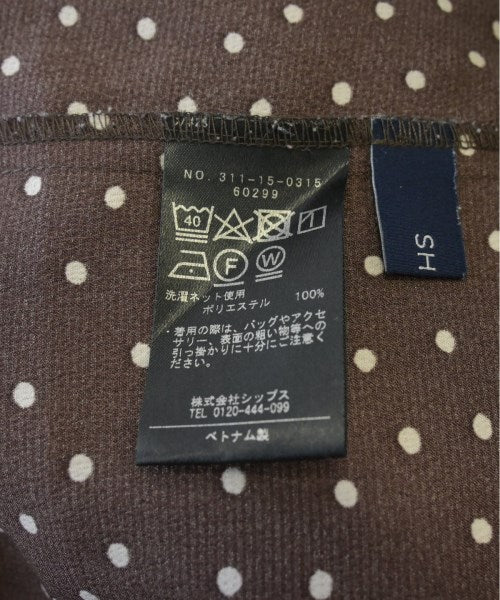 NO. 311-15-0315
60299
40
F W
洗濯ネット使用
ポリエステル 100%
・着用の際は、バッグやアクセ
サリー、表面の粗い物等への
引っ掛かりに十分にご注意く
ださい。
株式会社シップス
TEL 0120-444-099
ベトナム製
SH